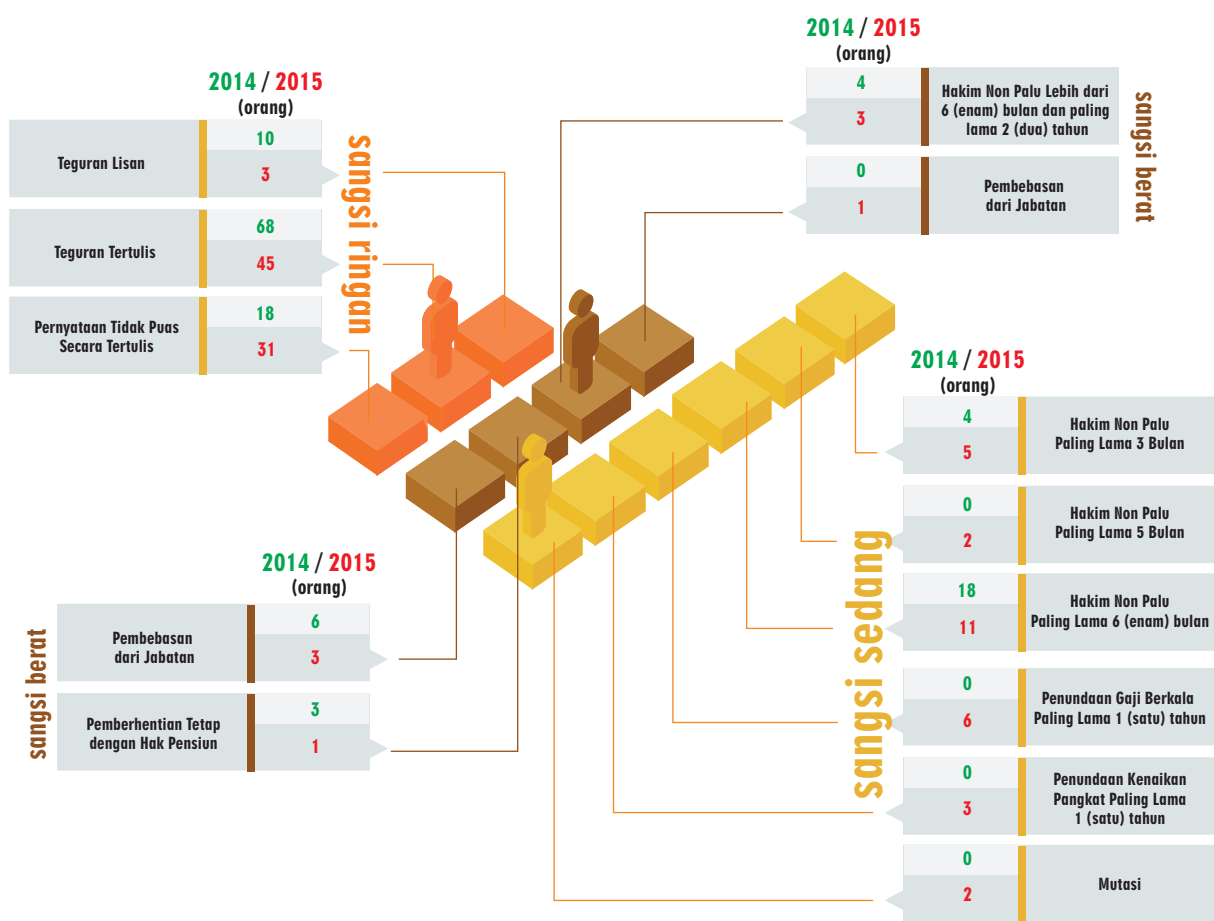 2014 / 2015
(orang)
Teguran Lisan
10
3
Teguran Tertulis
68
45
Pernyataan Tidak Puas
Secara Tertulis
18
31
sangsi ringan
2014 / 2015
(orang)
4
3
Hakim Non Palu Lebih dari
6 (enam) bulan dan paling
lama 2 (dua) tahun
0
1
Pembebasan
dari Jabatan
sangsi berat
2014 / 2015
(orang)
4
5
Hakim Non Palu
Paling Lama 3 Bulan
0
2
Hakim Non Palu
Paling Lama 5 Bulan
18
11
Hakim Non Palu
Paling Lama 6 (enam) bulan
0
6
Penundaan Gaji Berkala
Paling Lama 1 (satu) tahun
0
3
Penundaan Kenaikan
Pangkat Paling Lama
1 (satu) tahun
0
2
Mutasi
sangsi sedang
2014 / 2015
(orang)
Pembebasan
dari Jabatan
6
3
Pemberhentian Tetap
dengan Hak Pensiun
3
1
sangsi berat